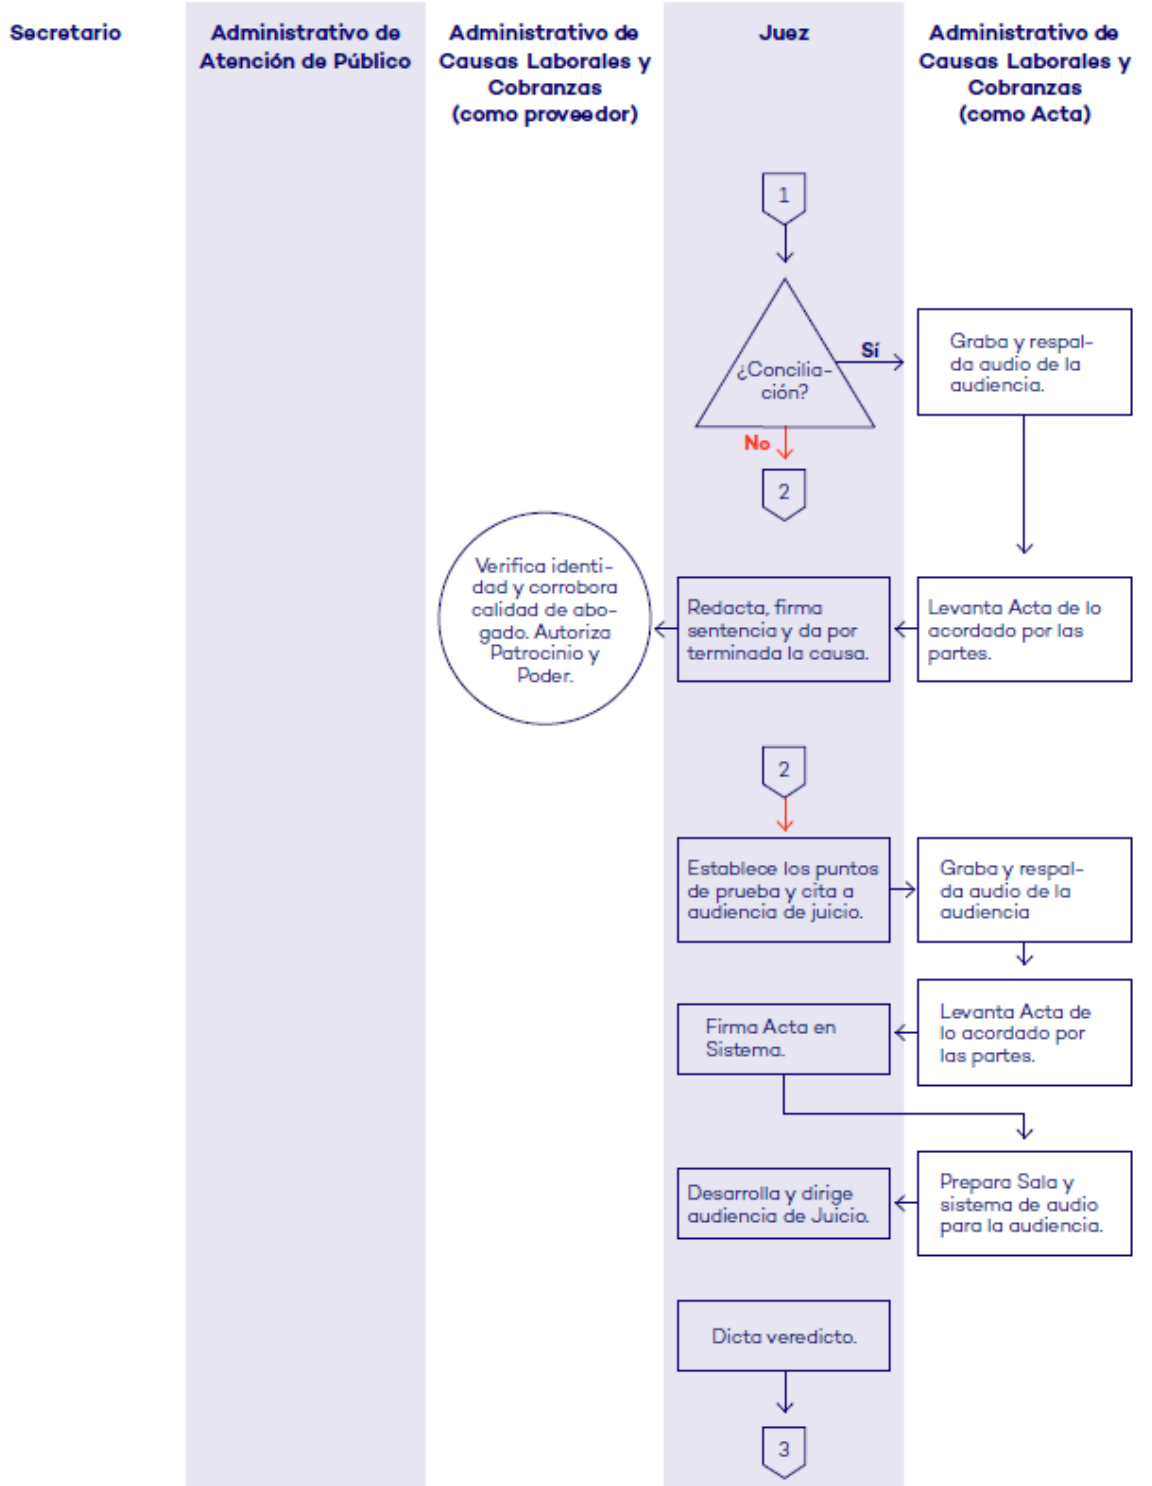 Secretario
Administrativo de
Atención de Público
Administrativo de
Causas Laborales y
Cobranzas
(como proveedor)
Juez
Administrativo de
Causas Laborales y
Cobranzas
(como Acta)
1
¿Concilia-
ción?
Sí
Graba y respal-
da audio de la
audiencia.
No
2
Verifica identi-
dad y corrobora
calidad de abo-
gado. Autoriza
Patrocinio y
Poder.
Redacta, firma
sentencia y da por
terminada la causa.
Levanta Acta de lo
acordado por las
partes.
2
Establece los puntos
de prueba y cita a
audiencia de juicio.
Graba y respal-
da audio de la
audiencia
Firma Acta en
Sistema.
Levanta Acta de
lo acordado por
las partes.
Desarrolla y dirige
audiencia de Juicio.
Prepara Sala y
sistema de audio
para la audiencia.
Dicta veredicto.
3